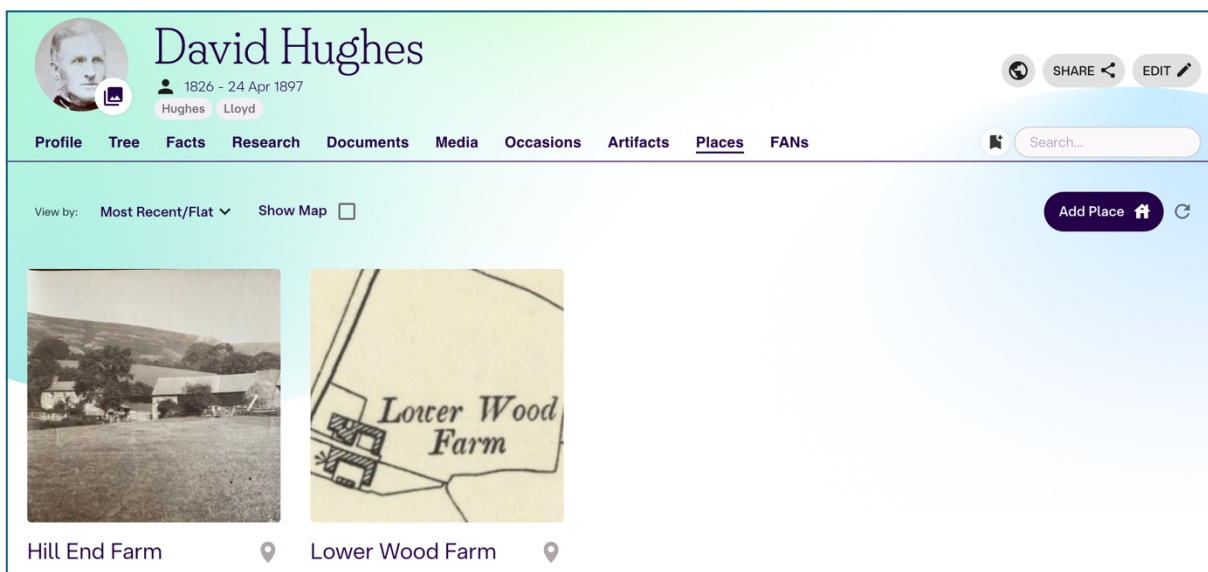 David Hughes
1826 - 24 Apr 1897
Hughes Lloyd
SHARE EDIT
Profile Tree Facts Research Documents Media Occasions Artifacts Places FANs
Search...
View by: Most Recent/Flat Show Map
Add Place
Lower Wood
Farm
Hill End Farm
Lower Wood Farm